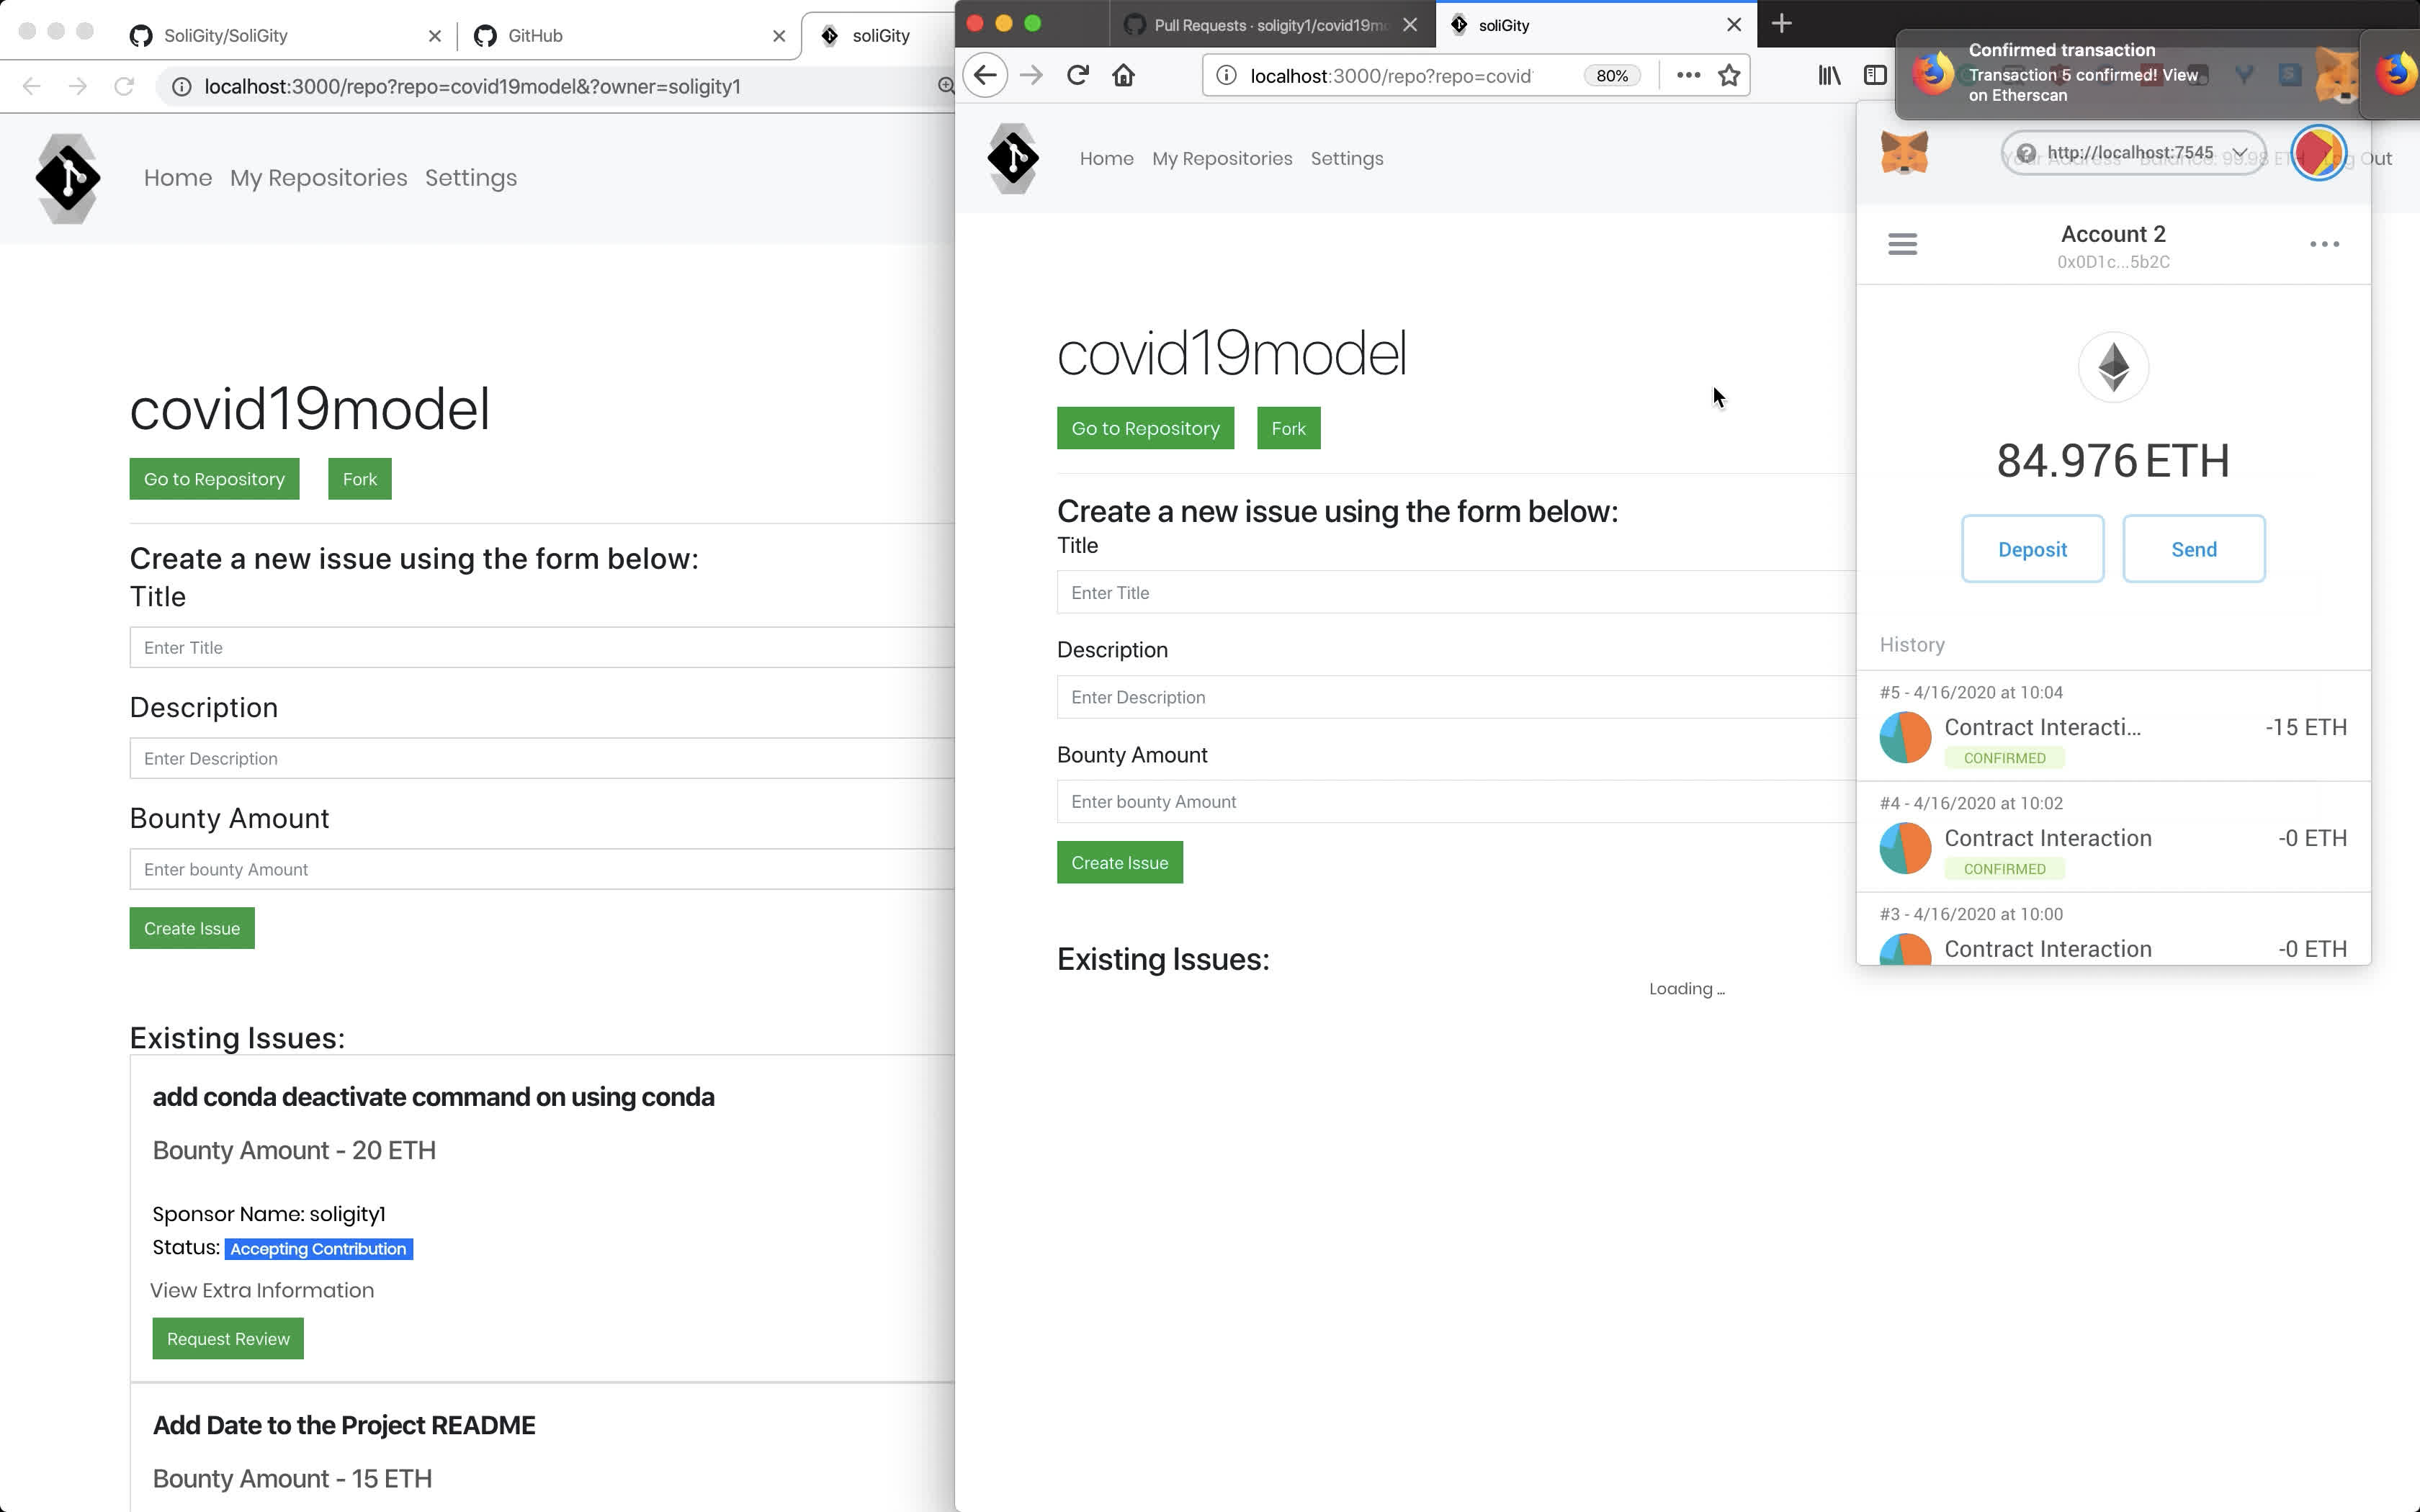 SoliGity/SoliGity
GitHub
soliGity
localhost:3000/repo?repo=covid19model&?owner=soligity1
Home My Repositories Settings
covid19model
Go to Repository
Fork
Create a new issue using the form below:
Title
Enter Title
Description
Enter Description
Bounty Amount
Enter bounty Amount
Create Issue
Existing Issues:
add conda deactivate command on using conda
Bounty Amount - 20 ETH
Sponsor Name: soligity1
Status: Accepting Contribution
View Extra Information
Request Review
Add Date to the Project README
Bounty Amount - 15 ETH
Pull Requests · soligity1/covid19mo
soliGity
localhost:3000/repo?repo=covid
80%
Home My Repositories Settings
covid19model
Go to Repository
Fork
Create a new issue using the form below:
Title
Enter Title
Description
Enter Description
Bounty Amount
Enter bounty Amount
Create Issue
Existing Issues:
Loading ...
Confirmed transaction
Transaction 5 confirmed! View
on Etherscan
http://localhost:7545
Your Address Balance: 99.98 ETH Log Out
Account 2
0x0D1c...5b2C
84.976 ETH
Deposit
Send
History
#5 - 4/16/2020 at 10:04
Contract Interacti...
-15 ETH
CONFIRMED
#4 - 4/16/2020 at 10:02
Contract Interaction
-0 ETH
CONFIRMED
#3 - 4/16/2020 at 10:00
Contract Interaction
-0 ETH